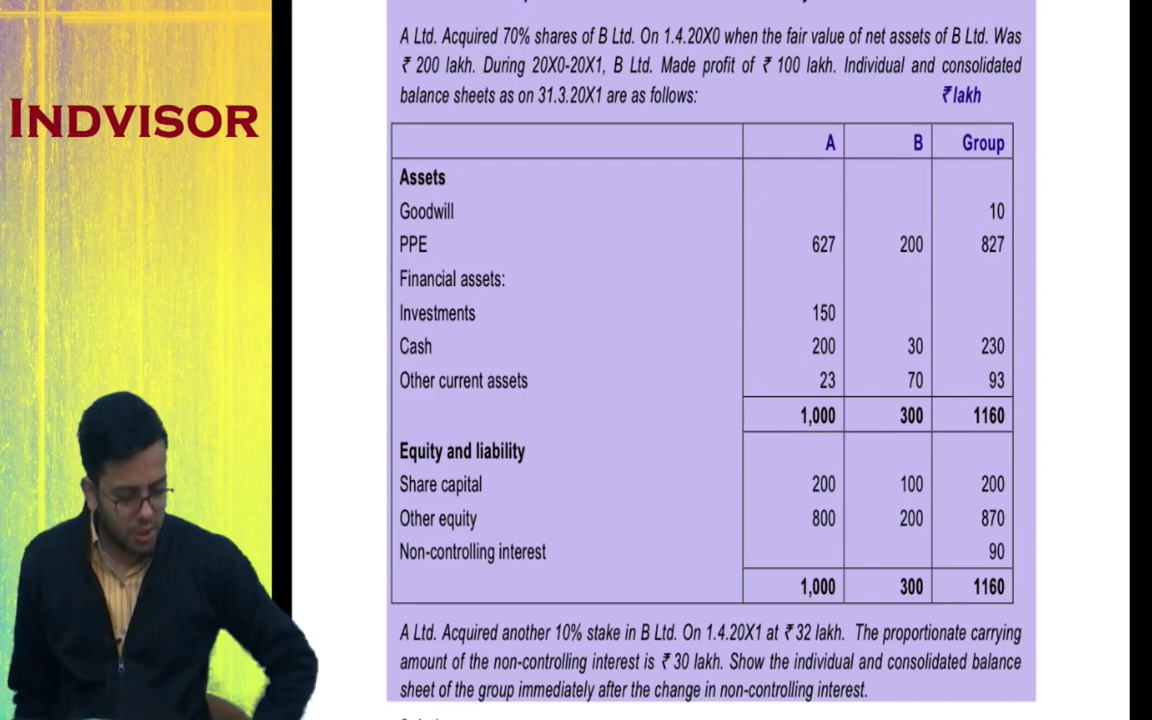 A Ltd. Acquired 70% shares of B Ltd. On 1.4.20X0 when the fair value of net assets of B Ltd. Was
₹ 200 lakh. During 20X0-20X1, B Ltd. Made profit of ₹ 100 lakh. Individual and consolidated
balance sheets as on 31.3.20X1 are as follows: ₹ lakh
INDVISOR
A B Group
Assets
Goodwill 10
PPE 627 200 827
Financial assets:
Investments 150
Cash 200 30 230
Other current assets 23 70 93
1,000 300 1160
Equity and liability
Share capital 200 100 200
Other equity 800 200 870
Non-controlling interest 90
1,000 300 1160
A Ltd. Acquired another 10% stake in B Ltd. On 1.4.20X1 at ₹ 32 lakh. The proportionate carrying
amount of the non-controlling interest is ₹ 30 lakh. Show the individual and consolidated balance
sheet of the group immediately after the change in non-controlling interest.